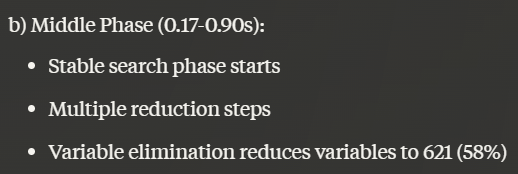 b) Middle Phase (0.17-0.90s):
• Stable search phase starts
• Multiple reduction steps
• Variable elimination reduces variables to 621 (58%)